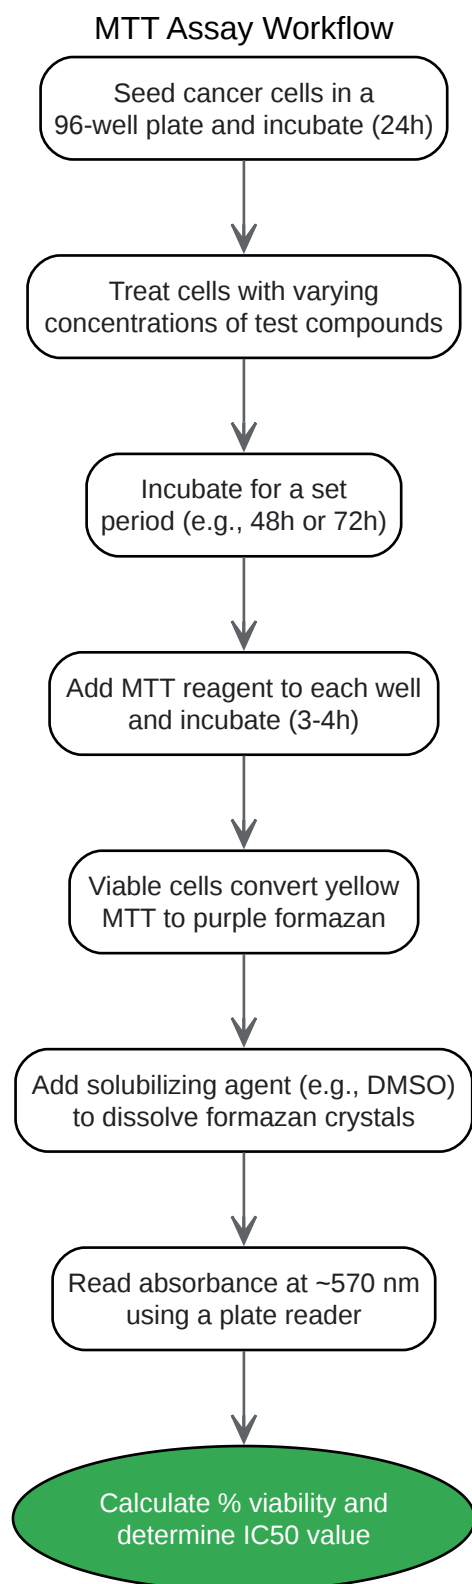 MTT Assay Workflow
Seed cancer cells in a
96-well plate and incubate (24h)
Treat cells with varying
concentrations of test compounds
Incubate for a set
period (e.g., 48h or 72h)
Add MTT reagent to each well
and incubate (3-4h)
Viable cells convert yellow
MTT to purple formazan
Add solubilizing agent (e.g., DMSO)
to dissolve formazan crystals
Read absorbance at ~570 nm
using a plate reader
Calculate % viability and
determine IC50 value